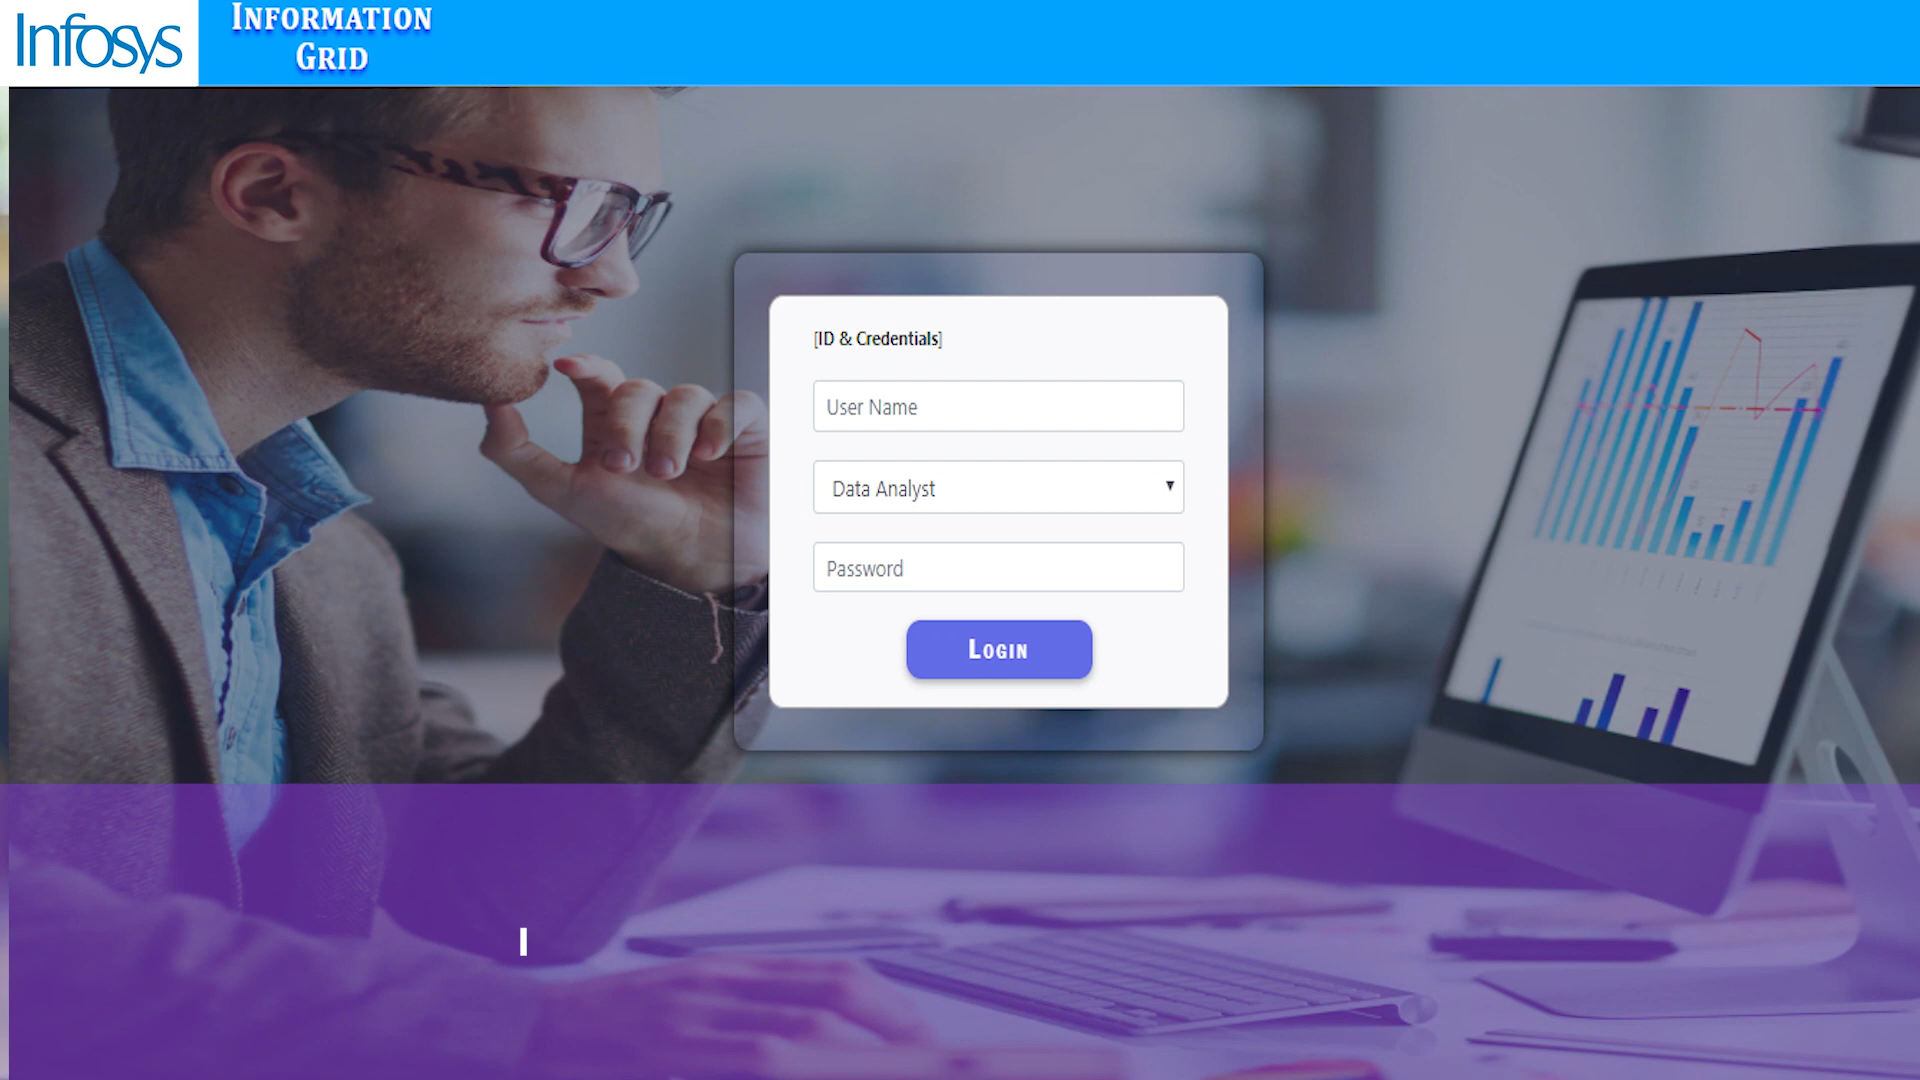 Infosys
INFORMATION
GRID
[ID & Credentials]
User Name
Data Analyst
Password
LOGIN